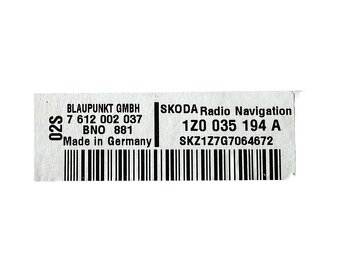 02S
BLAUPUNKT GMBH
7 612 002 037
BNO 881
Made in Germany
SKODA Radio Navigation
1Z0 035 194 A
SKZ1Z7G7064672